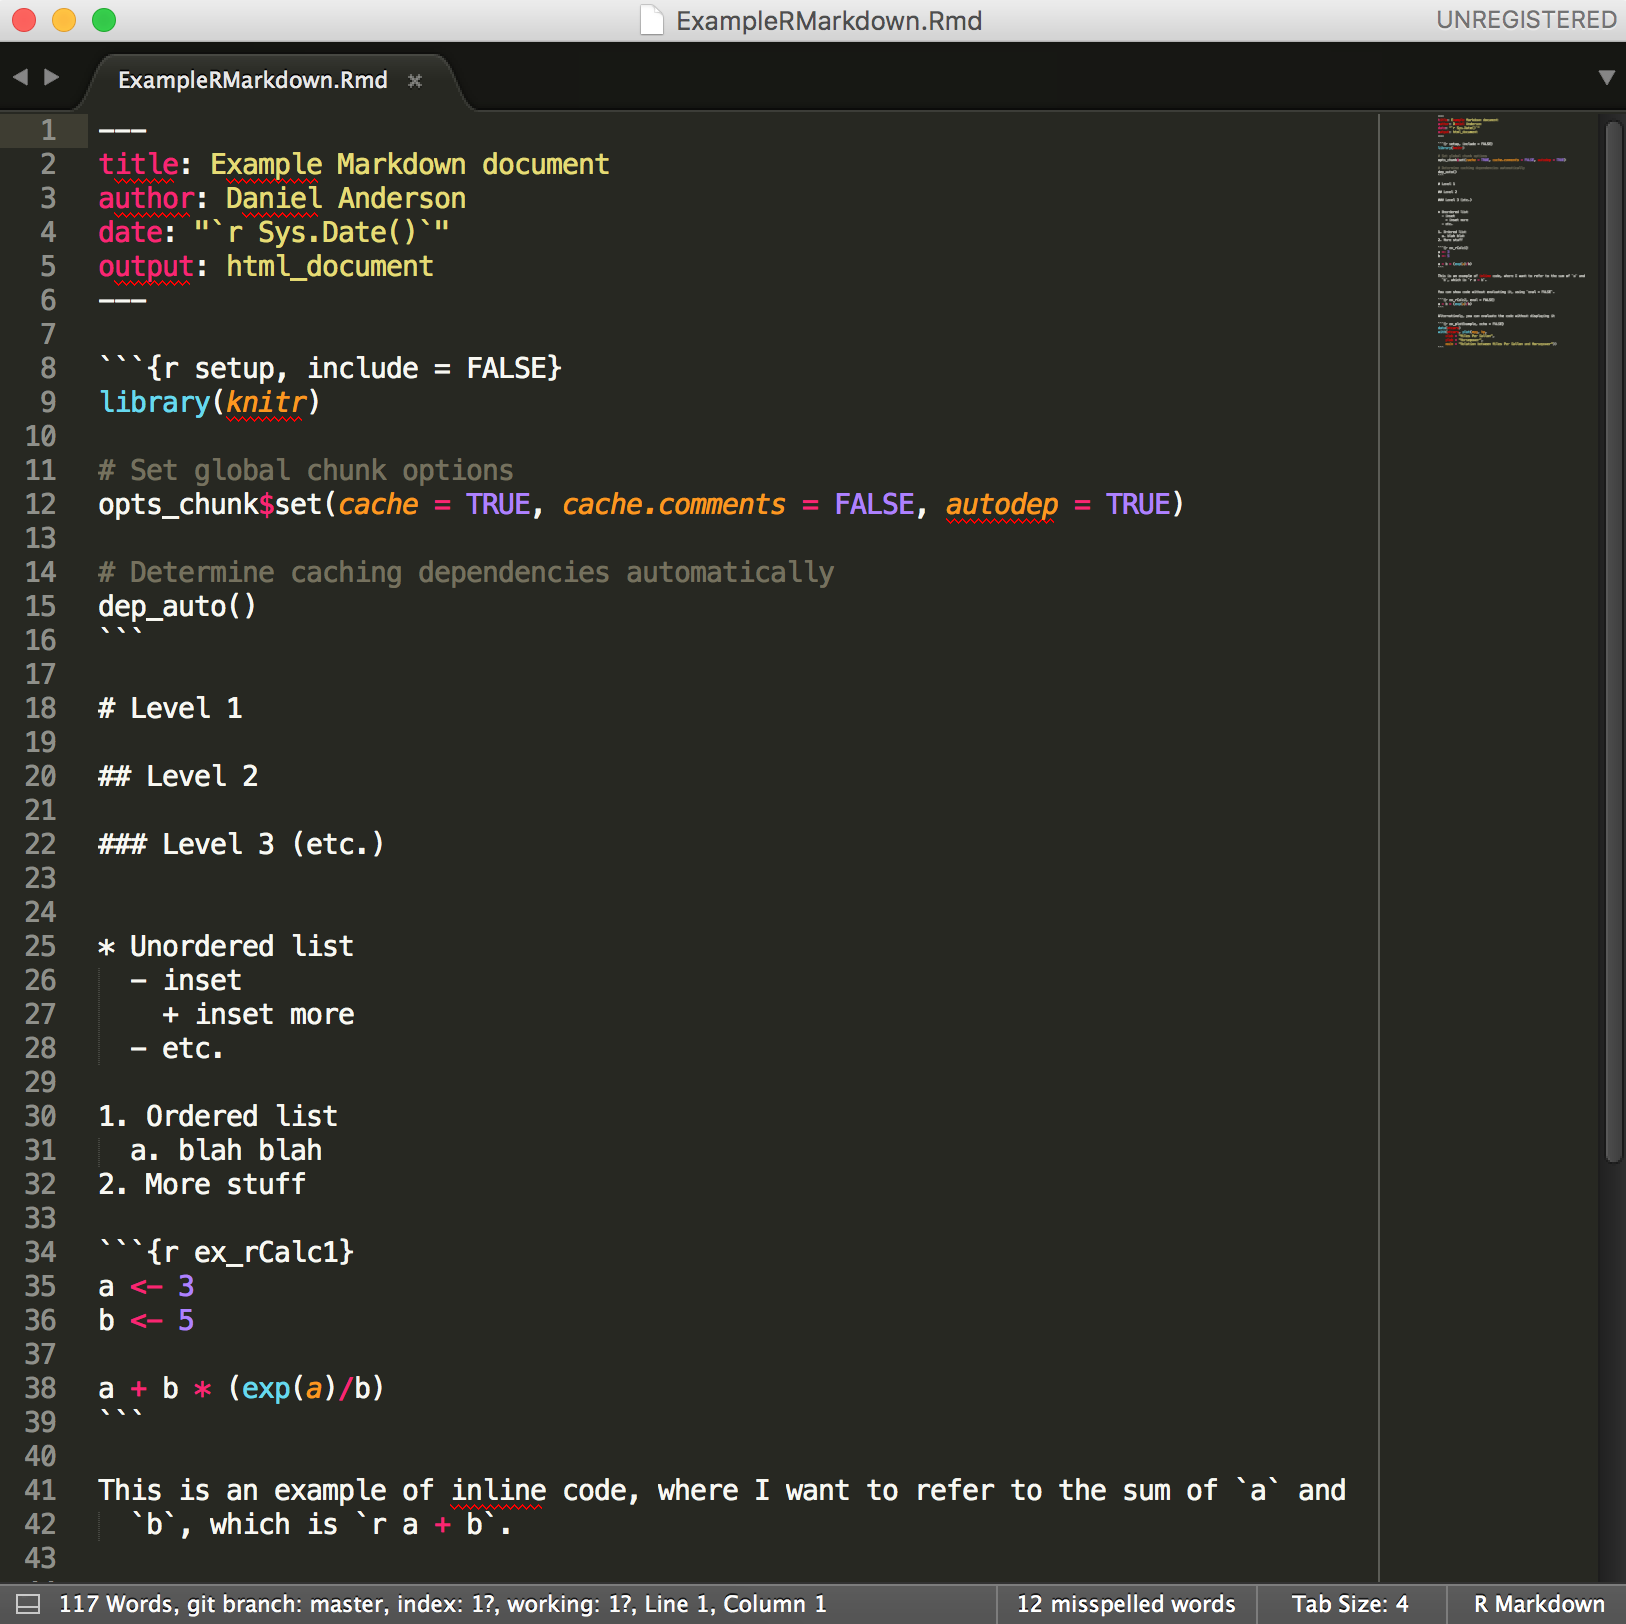 ExampleRMarkdown.Rmd
UNREGISTERED
ExampleRMarkdown.Rmd
1 ---
2 title: Example Markdown document
3 author: Daniel Anderson
4 date: "`r Sys.Date()`"
5 output: html_document
6 ---
7
8 ```{r setup, include = FALSE}
9 library(knitr)
10
11 # Set global chunk options
12 opts_chunk$set(cache = TRUE, cache.comments = FALSE, autodep = TRUE)
13
14 # Determine caching dependencies automatically
15 dep_auto()
16 ```
17
18 # Level 1
19
20 ## Level 2
21
22 ### Level 3 (etc.)
23
24
25 * Unordered list
26   - inset
27     + inset more
28   - etc.
29
30 1. Ordered list
31   a. blah blah
32 2. More stuff
33
34 ```{r ex_rCalc1}
35 a <- 3
36 b <- 5
37
38 a + b * (exp(a)/b)
39 ```
40
41 This is an example of inline code, where I want to refer to the sum of `a` and
42   `b`, which is `r a + b`.
43
117 Words, git branch: master, index: 1?, working: 1?, Line 1, Column 1
12 misspelled words
Tab Size: 4
R Markdown